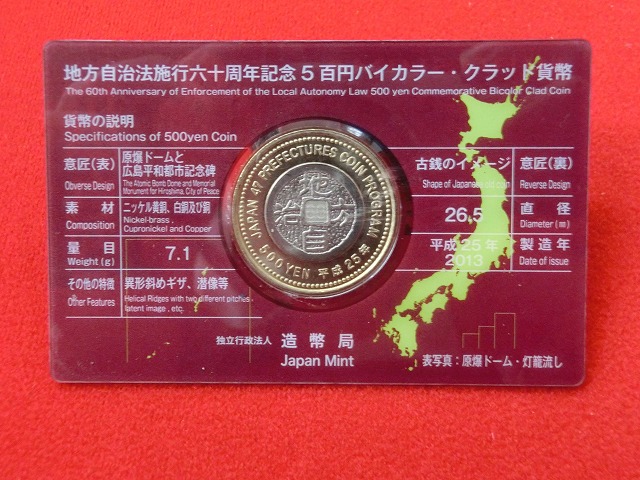 地方自治法施行六十周年記念５百円バイカラー・クラッド貨幣
The 60th Anniversary of Enforcement of the Local Autonomy Law 500 yen Commemorative Bicolor Clad Coin
貨幣の説明
Specifications of 500yen Coin
意匠(表)
Obverse Design
原爆ドームと
広島平和都市記念碑
The Atomic Bomb Dome and Memorial
Monument for Hiroshima, City of Peace
素材
Composition
ニッケル黄銅、白銅及び銅
Nickel-brass,
Cupronickel and Copper
量目
Weight(g)
7.1
その他の特徴
Other Features
異形斜めギザ、潜像等
Helical Ridges with two different pitches,
latent image, etc.
JAPAN 47 PREFECTURES COIN PROGRAM
地方自治
500YEN 平成25年
古銭のイメージ
Shape of Japanese old coin
意匠(裏)
Reverse Design
26.5
直径
Diameter(㎜)
平成25年
2013
製造年
Date of issue
独立行政法人 造幣局
Japan Mint
表写真：原爆ドーム・灯籠流し